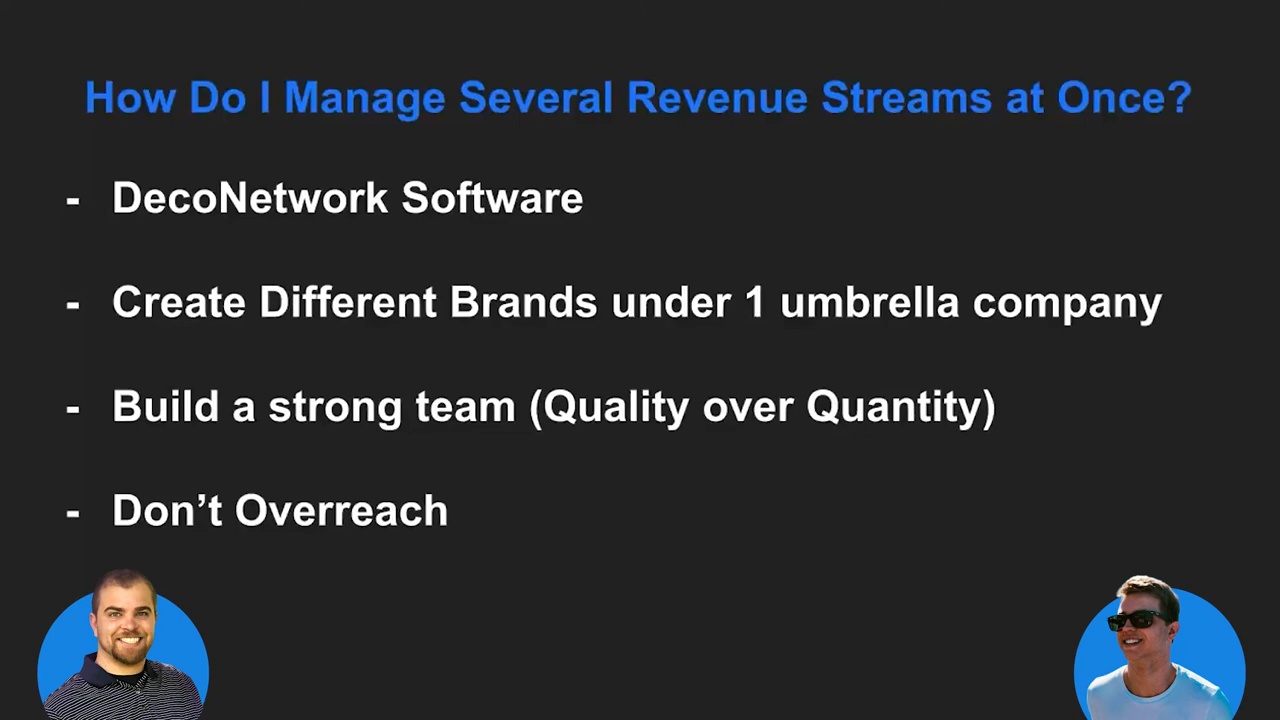 How Do I Manage Several Revenue Streams at Once?
- DecoNetwork Software
- Create Different Brands under 1 umbrella company
- Build a strong team (Quality over Quantity)
- Don’t Overreach